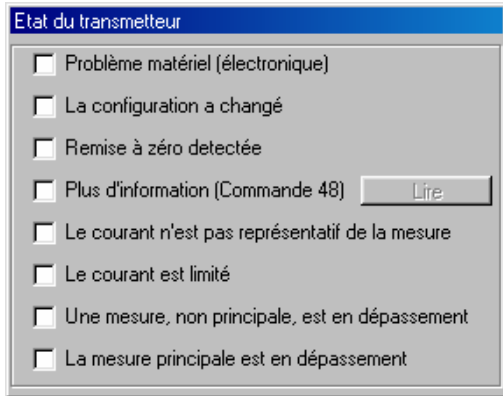 Etat du transmetteur
Problème matériel (électronique)
La configuration a changé
Remise à zéro detectée
Plus d'information (Commande 48) Lire
Le courant n'est pas représentatif de la mesure
Le courant est limité
Une mesure, non principale, est en dépassement
La mesure principale est en dépassement